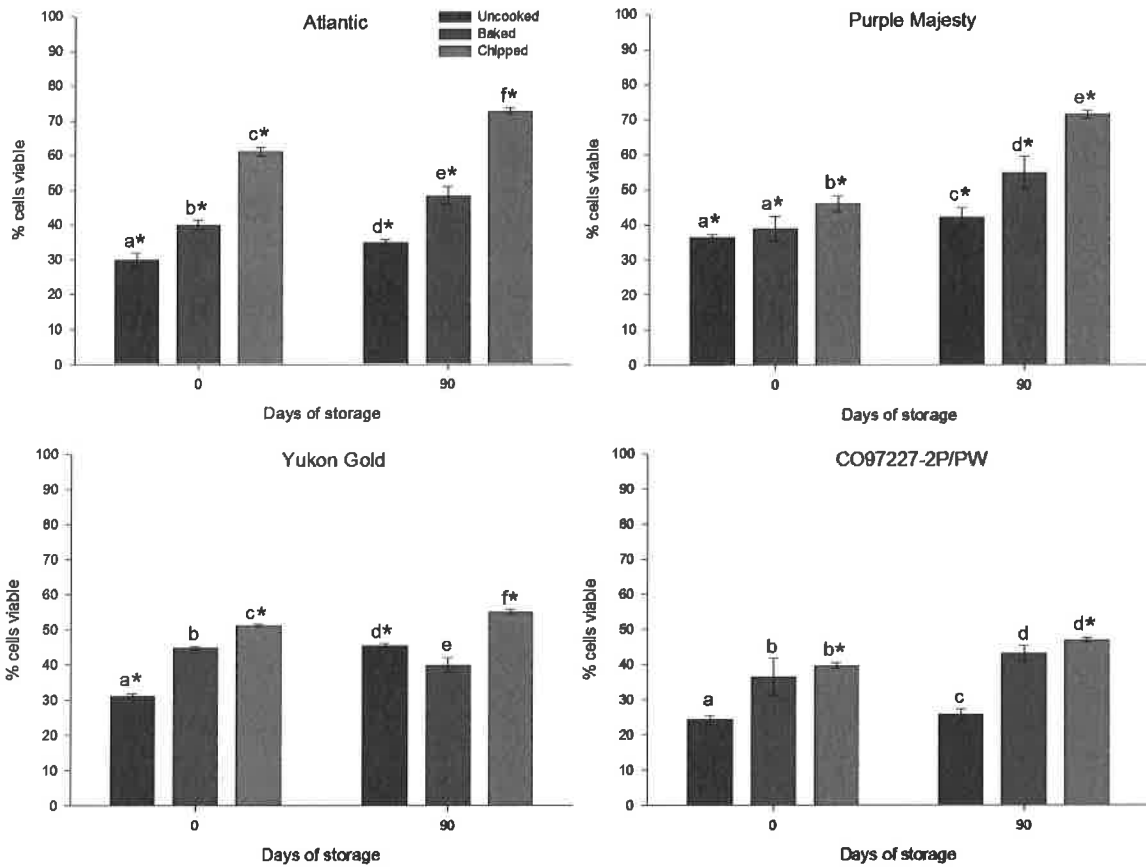 Atlantic
Uncooked
Baked
Chipped
100
90
80
70
60
50
40
30
20
10
0
% cells viable
a*
b*
c*
d*
e*
f*
0
90
Days of storage
Purple Majesty
100
90
80
70
60
50
40
30
20
10
0
% cells viable
a*
a*
b*
c*
d*
e*
0
90
Days of storage
Yukon Gold
100
90
80
70
60
50
40
30
20
10
0
% cells viable
a*
b
c*
d*
e
f*
0
90
Days of storage
CO97227-2P/PW
100
90
80
70
60
50
40
30
20
10
0
% cells viable
a
b
b*
c
d
d*
0
90
Days of storage